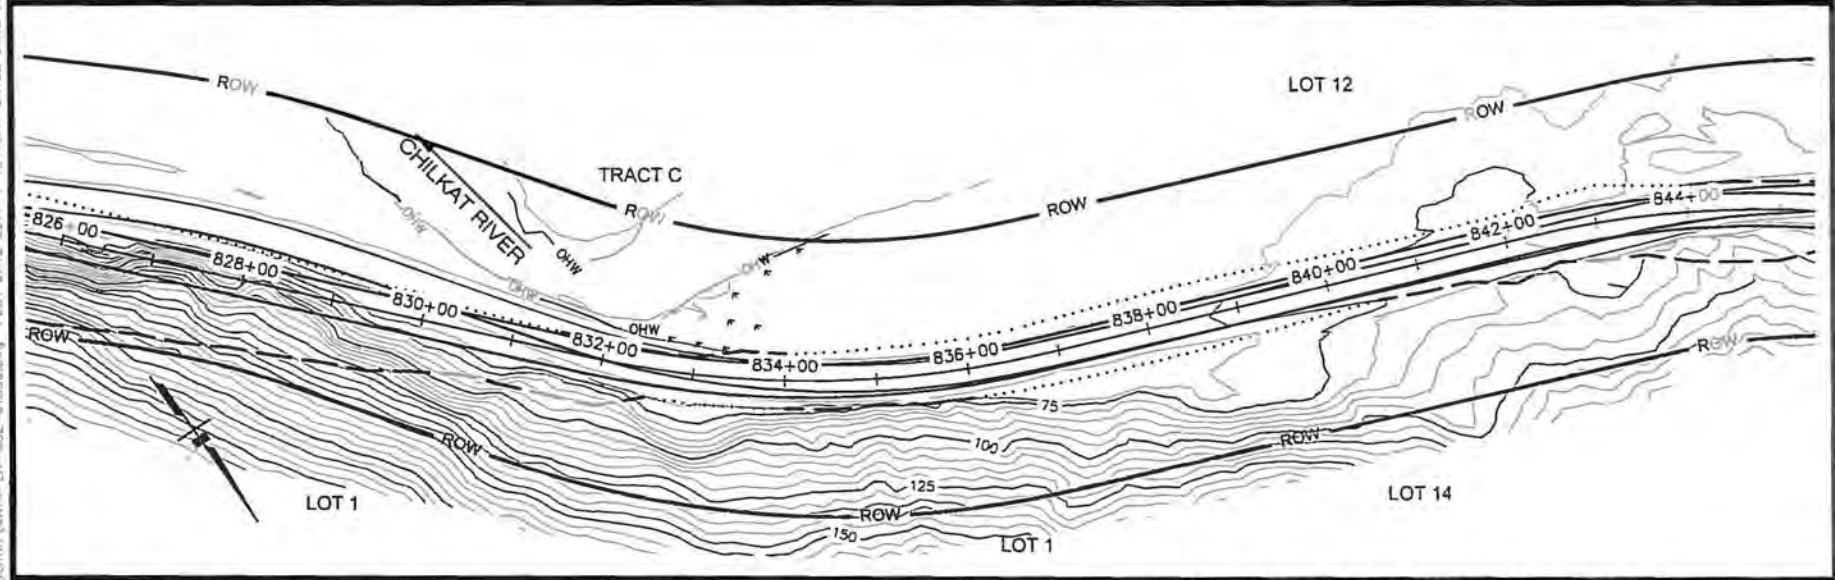 LOT 12
ROW
ROW
CHILKAT RIVER
TRACT C
ROW
ROW
OHW
OHW
OHW
OHW
OHW
826+00
828+00
830+00
832+00
834+00
836+00
838+00
840+00
842+00
844+00
ROW
ROW
75
100
ROW
ROW
125
ROW
150
LOT 1
LOT 1
LOT 14